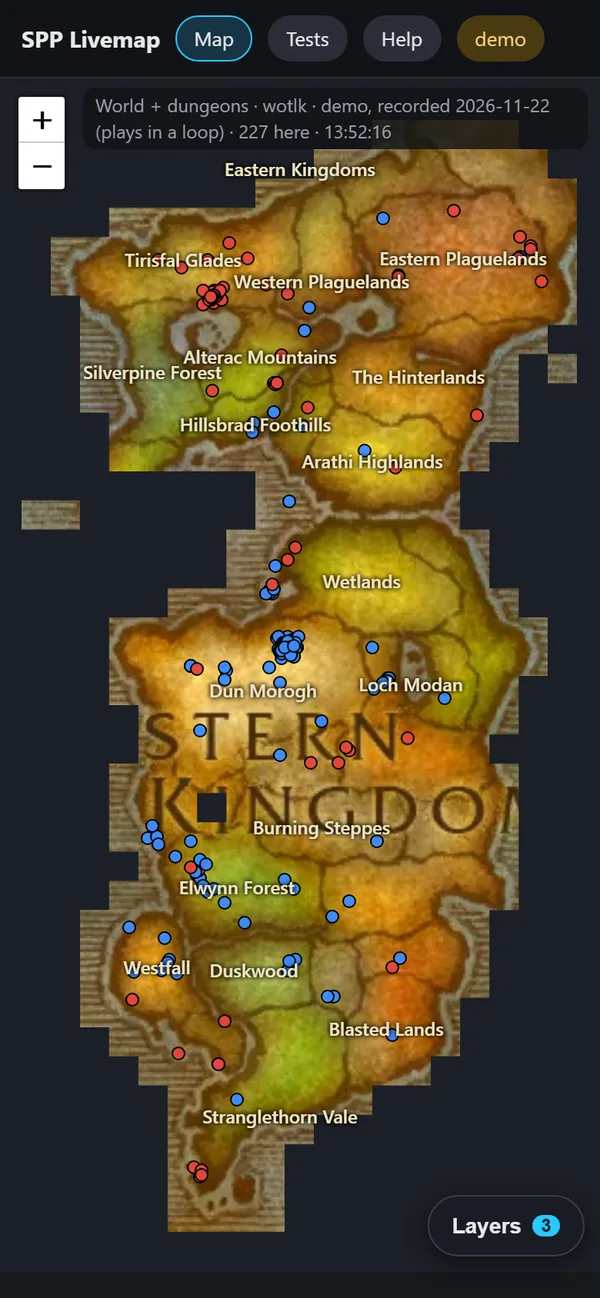 SPP Livemap Map Tests Help demo
+
−
World + dungeons · wotlk · demo, recorded 2026-11-22
(plays in a loop) · 227 here · 13:52:16
Eastern Kingdoms
Tirisfal Glades
Eastern Plaguelands
Western Plaguelands
Alterac Mountains
Silverpine Forest
The Hinterlands
Hillsbrad Foothills
Arathi Highlands
Wetlands
Dun Morogh
Loch Modan
STERN
KINGDOM
Burning Steppes
Elwynn Forest
Westfall
Duskwood
Blasted Lands
Stranglethorn Vale
Layers 3